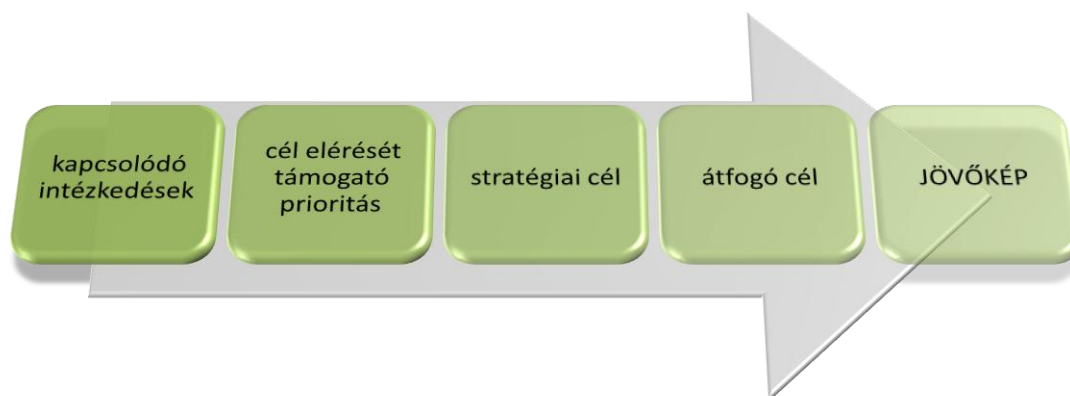 kapcsolódó
intézkedések
cél elérését
támogató
prioritás
stratégiai cél
átfogó cél
JÖVŐKÉP